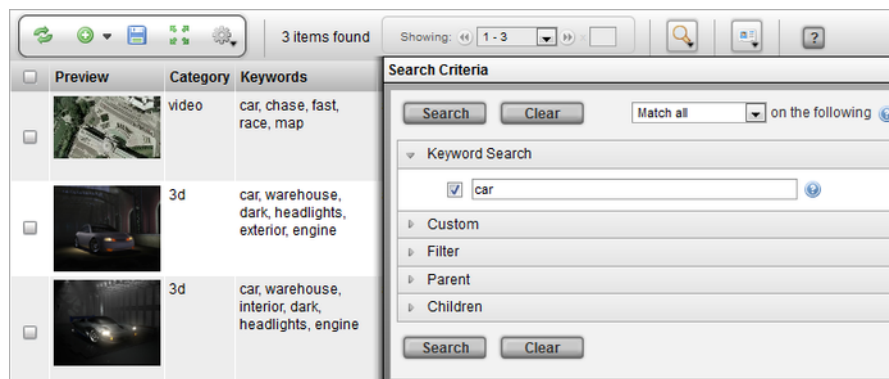 3 items found
Showing:
1 - 3
x
?
Preview Category Keywords
video
car, chase, fast,
race, map
3d
car, warehouse,
dark, headlights,
exterior, engine
3d
car, warehouse,
interior, dark,
headlights, engine
Search Criteria
Search Clear Match all on the following ?
Keyword Search
car ?
Custom
Filter
Parent
Children
Search Clear